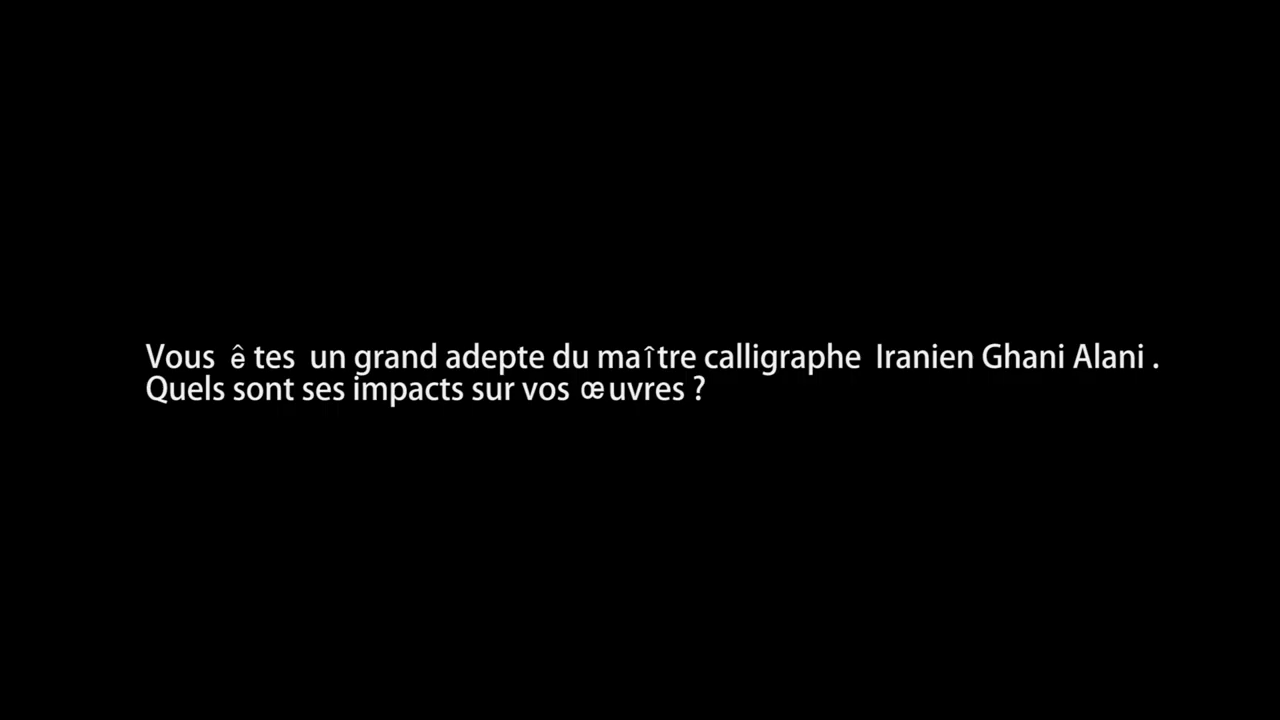 Vous êtes un grand adepte du maître calligraphe Iranien Ghani Alani .
Quels sont ses impacts sur vos œuvres ?